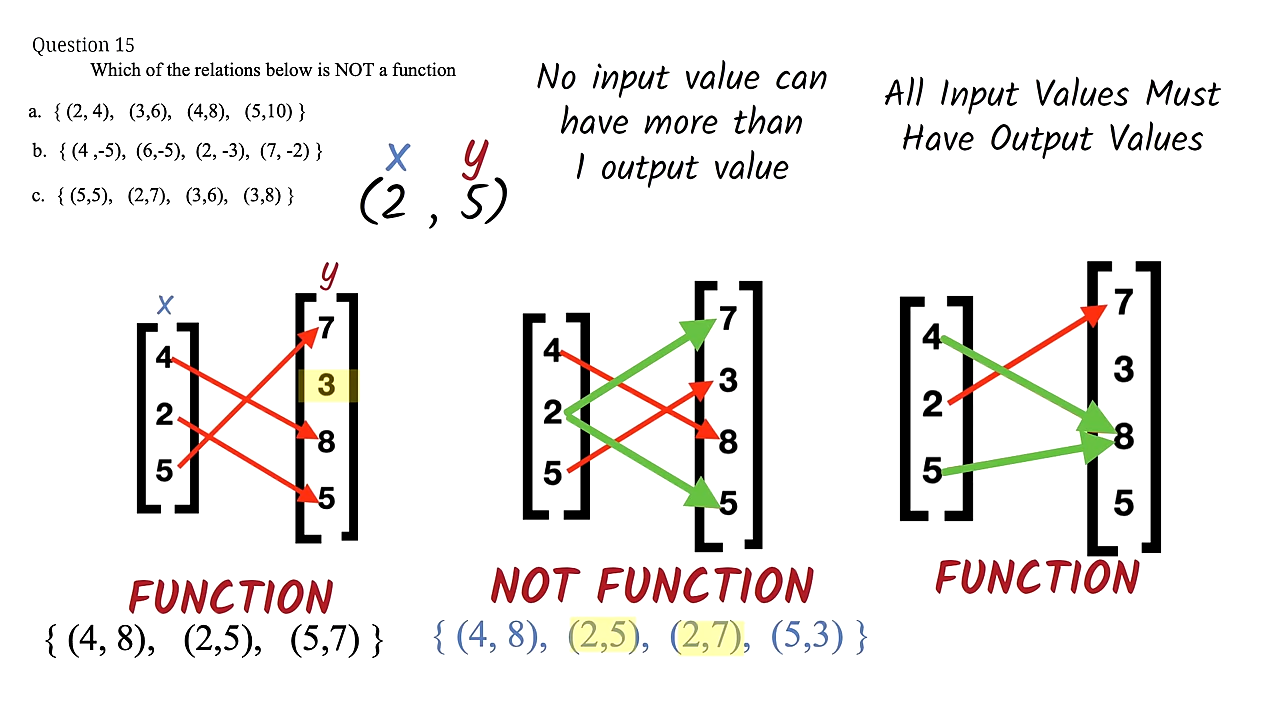 Question 15
Which of the relations below is NOT a function
a. { (2, 4), (3,6), (4,8), (5,10) }
b. { (4 ,-5), (6,-5), (2, -3), (7, -2) }
c. { (5,5), (2,7), (3,6), (3,8) }
x y
(2 , 5)
No input value can
have more than
1 output value
All Input Values Must
Have Output Values
x
4
2
5
y
7
3
8
5
FUNCTION
{ (4, 8), (2,5), (5,7) }
4
2
5
7
3
8
5
NOT FUNCTION
{ (4, 8), (2,5), (2,7), (5,3) }
4
2
5
7
3
8
5
FUNCTION